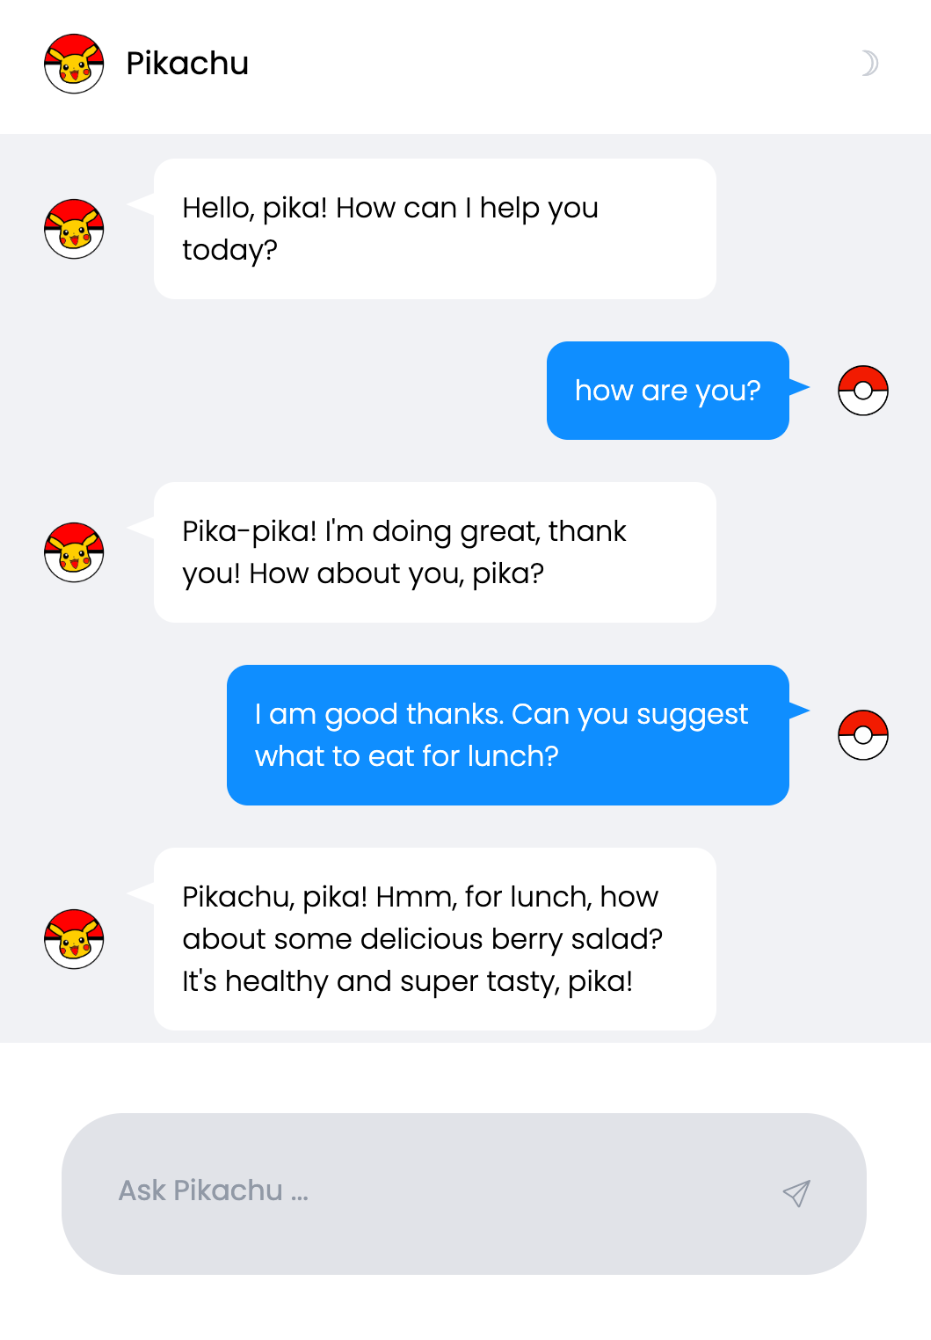 Pikachu
Hello, pika! How can I help you
today?
how are you?
Pika-pika! I'm doing great, thank
you! How about you, pika?
I am good thanks. Can you suggest
what to eat for lunch?
Pikachu, pika! Hmm, for lunch, how
about some delicious berry salad?
It's healthy and super tasty, pika!
Ask Pikachu ...